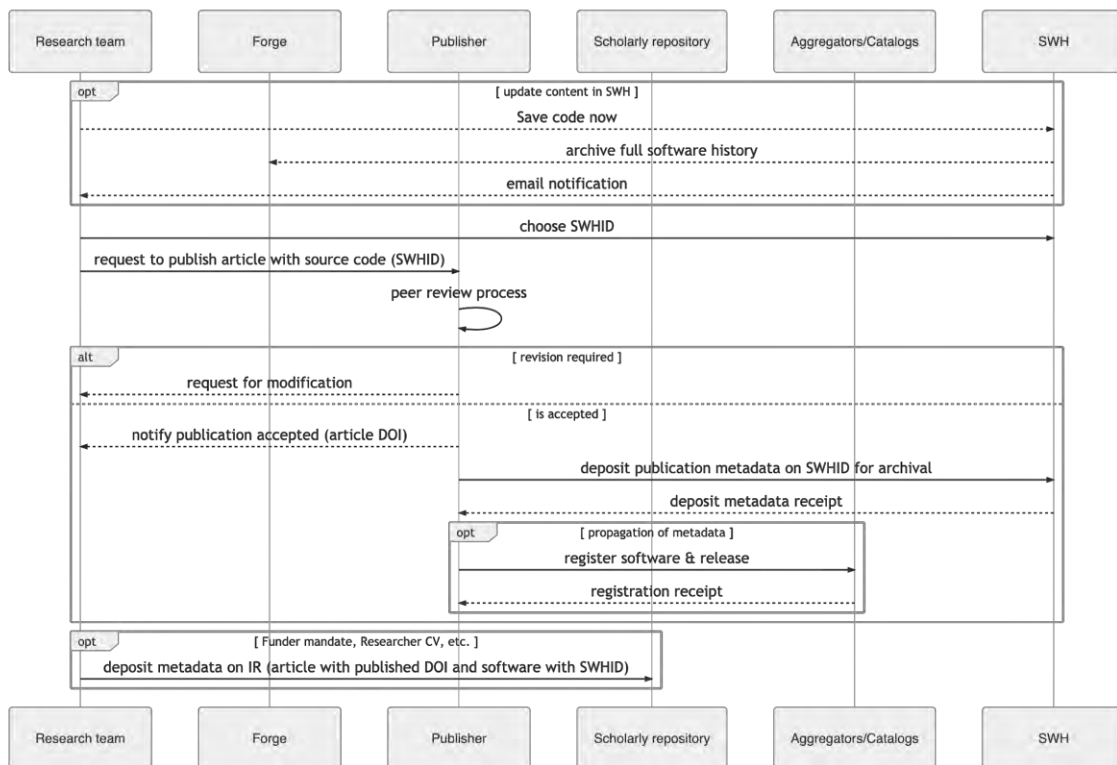 Research team
Forge
Publisher
Scholarly repository
Aggregators/Catalogs
SWH
opt
[ update content in SWH ]
Save code now
archive full software history
email notification
choose SWHID
request to publish article with source code (SWHID)
peer review process
alt
[ revision required ]
request for modification
[ is accepted ]
notify publication accepted (article DOI)
deposit publication metadata on SWHID for archival
deposit metadata receipt
opt
[ propagation of metadata ]
register software & release
registration receipt
opt
[ Funder mandate, Researcher CV, etc. ]
deposit metadata on IR (article with published DOI and software with SWHID)
Research team
Forge
Publisher
Scholarly repository
Aggregators/Catalogs
SWH